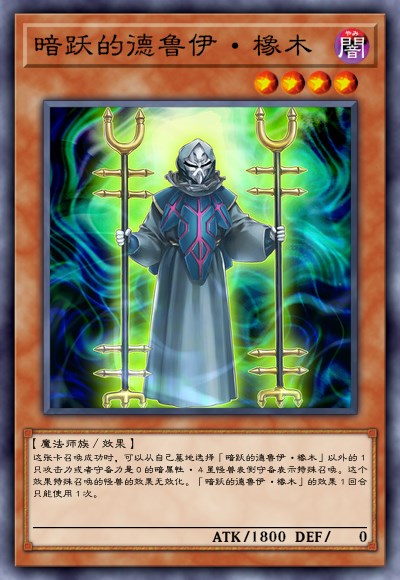 暗跃的德鲁伊·橡木
やみ
闇
【魔法师族／效果】
这张卡召唤成功时，可以从自己墓地选择「暗跃的德鲁伊·橡木」以外的1
只攻击力或者守备力是0的暗属性·4星怪兽表侧守备表示特殊召唤。这个
效果特殊召唤的怪兽的效果无效化。「暗跃的德鲁伊·橡木」的效果1回合
只能使用1次。
ATK/1800 DEF/ 0